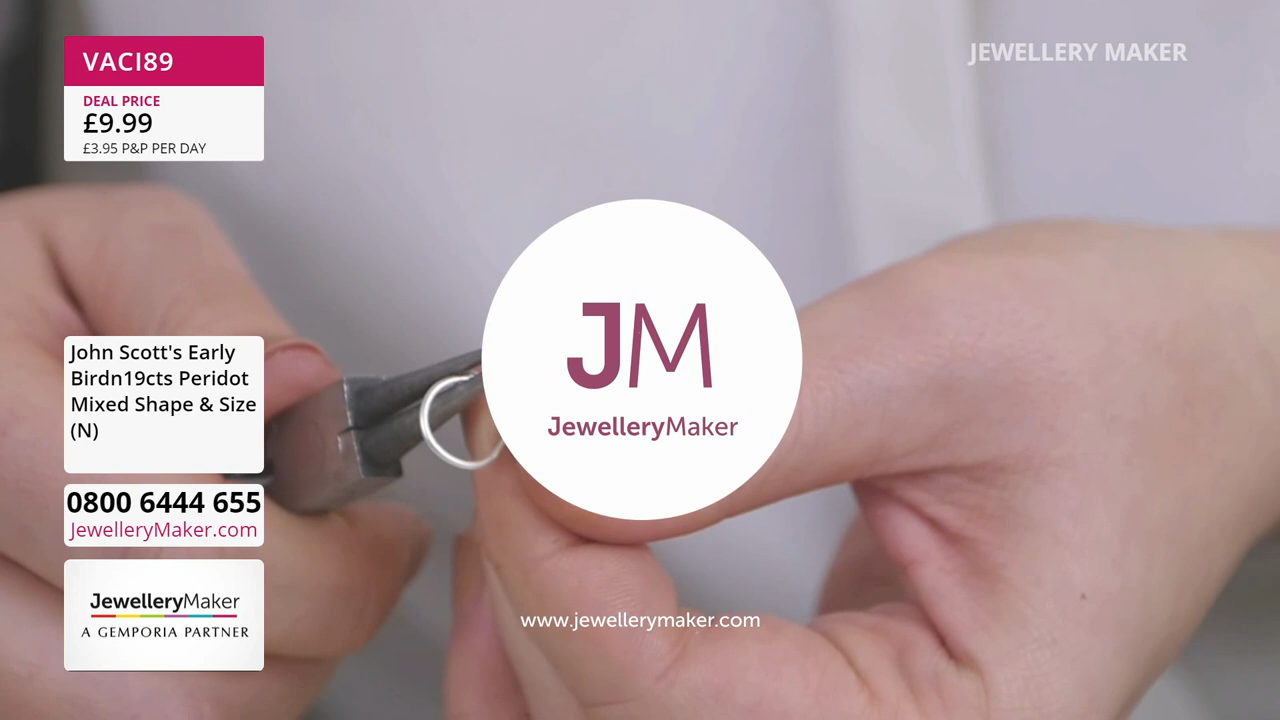 VACI89
DEAL PRICE
£9.99
£3.95 P&P PER DAY
JEWELLERY MAKER
John Scott's Early
Birdn19cts Peridot
Mixed Shape & Size
(N)
0800 6444 655
JewelleryMaker.com
JewelleryMaker
A GEMPORIA PARTNER
JM
JewelleryMaker
www.jewellerymaker.com